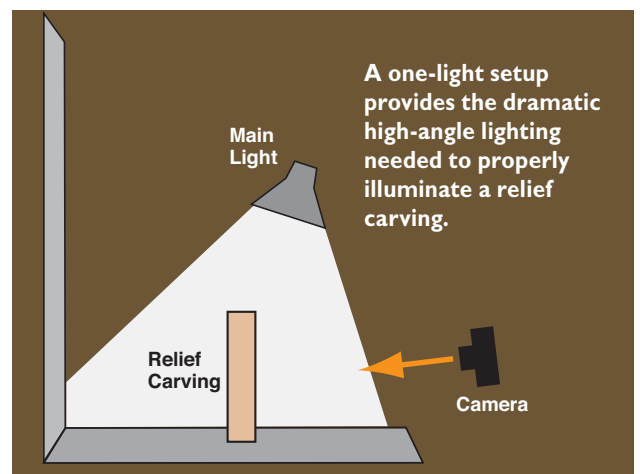 A one-light setup
provides the dramatic
high-angle lighting
needed to properly
illuminate a relief
carving.
Main
Light
Relief
Carving
Camera